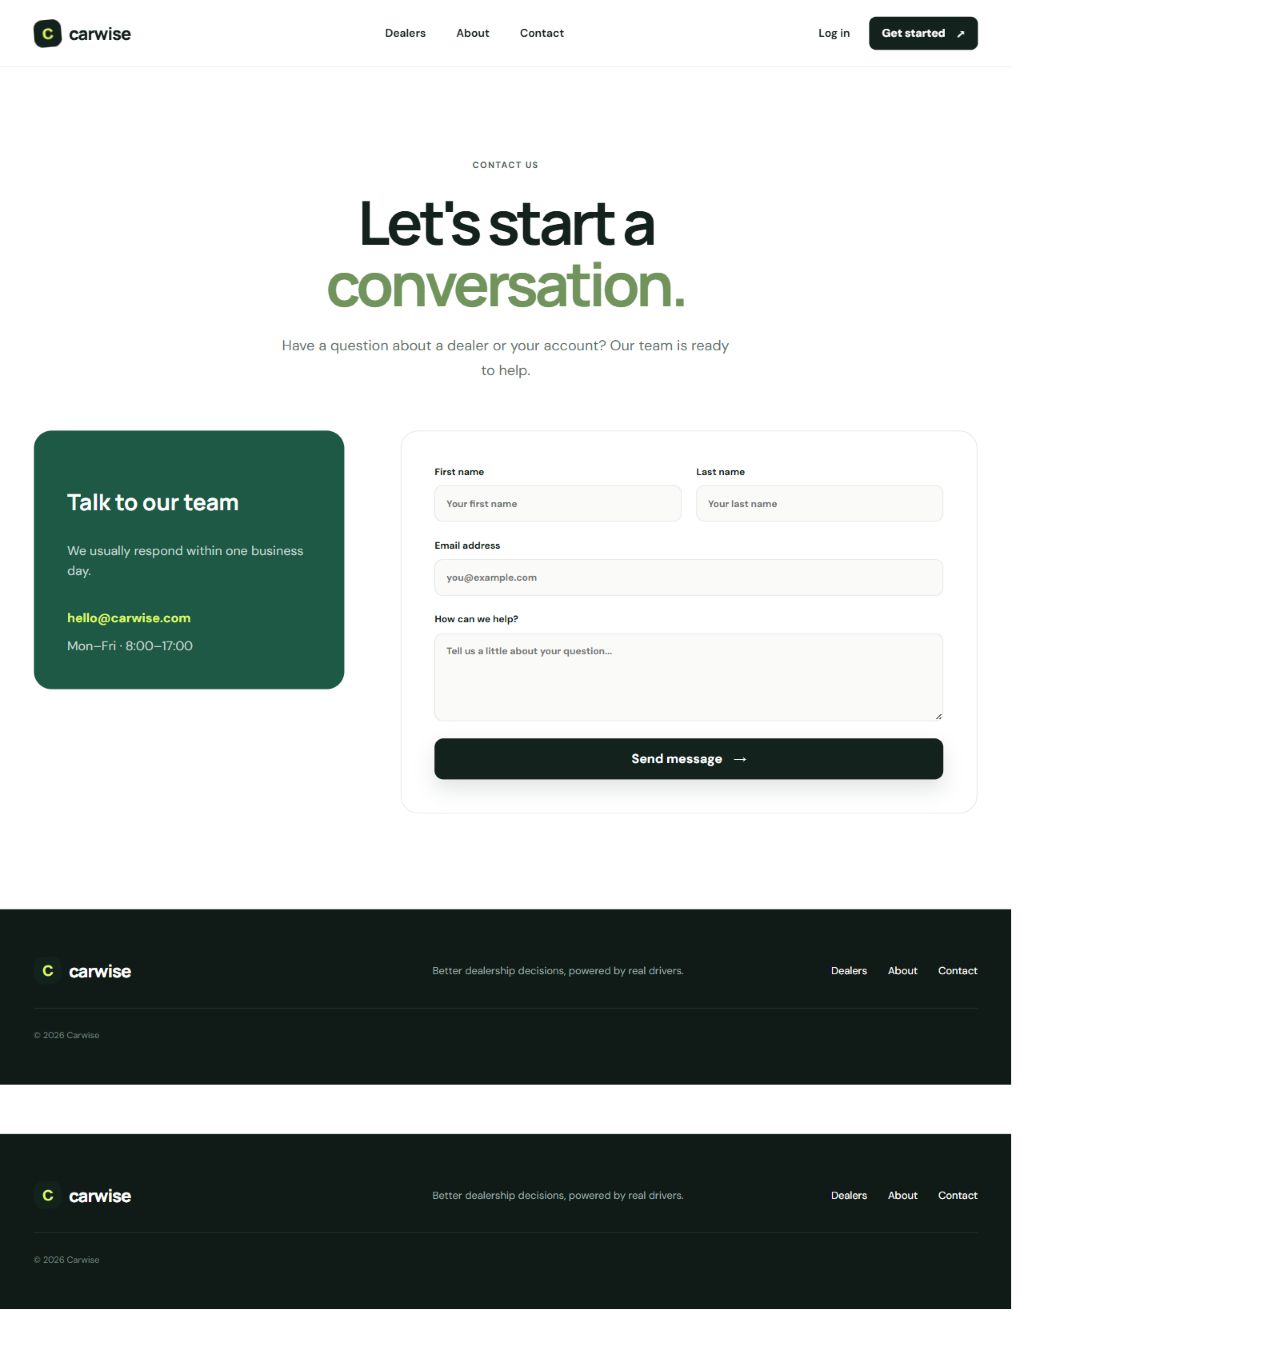 C carwise
Dealers About Contact
Log in Get started ↗
CONTACT US
Let's start a
conversation.
Have a question about a dealer or your account? Our team is ready
to help.
Talk to our team
We usually respond within one business
day.
hello@carwise.com
Mon–Fri · 8:00–17:00
First name Last name
Your first name Your last name
Email address
you@example.com
How can we help?
Tell us a little about your question...
Send message →
C carwise
Better dealership decisions, powered by real drivers.
Dealers About Contact
© 2026 Carwise
C carwise
Better dealership decisions, powered by real drivers.
Dealers About Contact
© 2026 Carwise